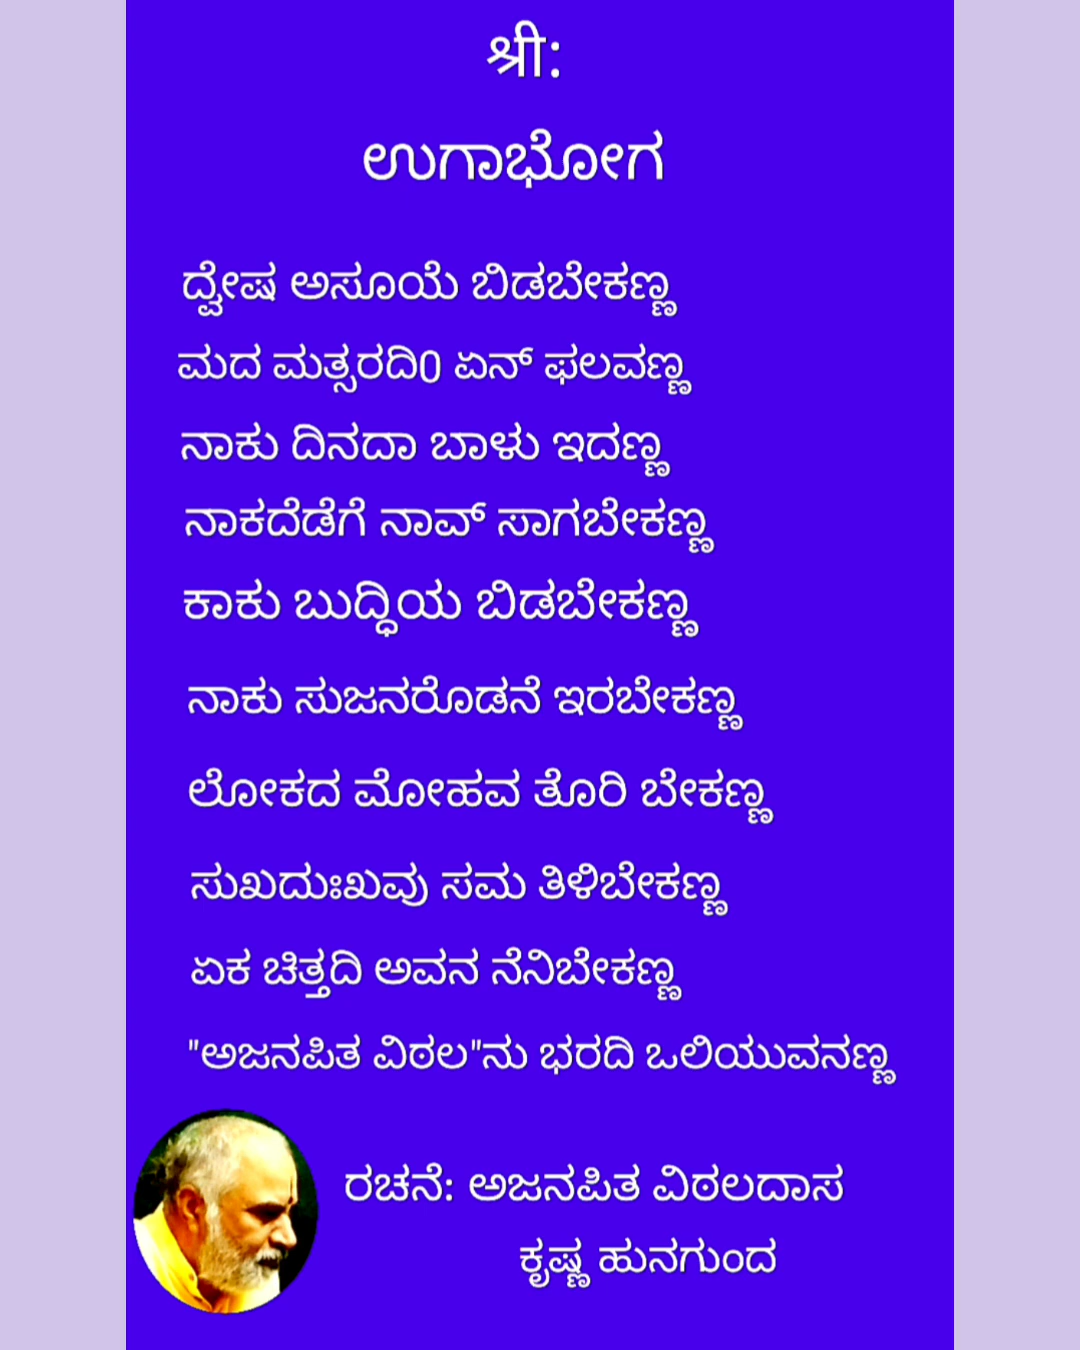 श्री:
ಉಗಾಭೋಗ
ದ್ವೇಷ ಅಸೂಯೆ ಬಿಡಬೇಕಣ್ಣ
ಮದ ಮತ್ಸರದಿ0 ಏನ್ ಫಲವಣ್ಣ
ನಾಕು ದಿನದಾ ಬಾಳು ಇದಣ್ಣ
ನಾಕದೆಡೆಗೆ ನಾವ್ ಸಾಗಬೇಕಣ್ಣ
ಕಾಕು ಬುದ್ಧಿಯ ಬಿಡಬೇಕಣ್ಣ
ನಾಕು ಸುಜನರೊಡನೆ ಇರಬೇಕಣ್ಣ
ಲೋಕದ ಮೋಹವ ತೊರಿ ಬೇಕಣ್ಣ
ಸುಖದುಃಖವು ಸಮ ತಿಳಿಬೇಕಣ್ಣ
ಏಕ ಚಿತ್ತದಿ ಅವನ ನೆನಿಬೇಕಣ್ಣ
"ಅಜನಪಿತ ವಿಠಲ"ನು ಭರದಿ ಒಲಿಯುವನಣ್ಣ
ರಚನೆ: ಅಜನಪಿತ ವಿಠಲದಾಸ
ಕೃಷ್ಣ ಹುನಗುಂದ